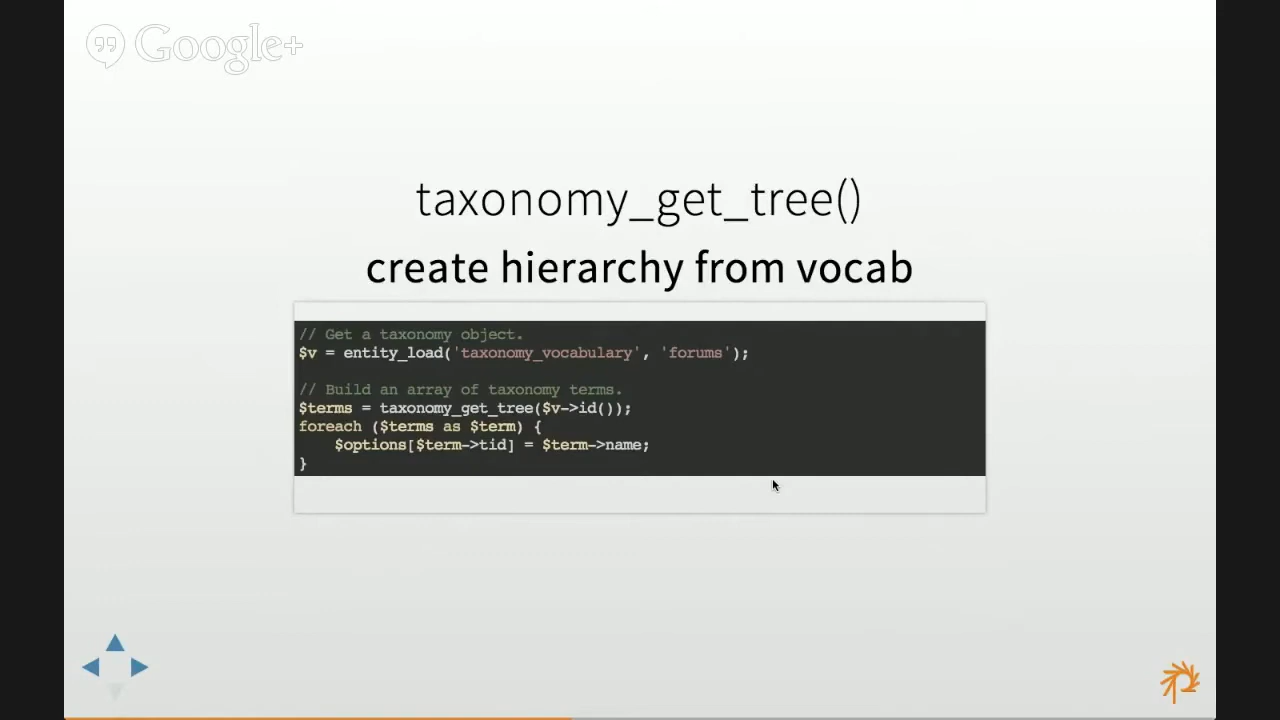 Google+
taxonomy_get_tree()
create hierarchy from vocab
// Get a taxonomy object.
$v = entity_load('taxonomy_vocabulary', 'forums');
// Build an array of taxonomy terms.
$terms = taxonomy_get_tree($v->id());
foreach ($terms as $term) {
    $options[$term->tid] = $term->name;
}